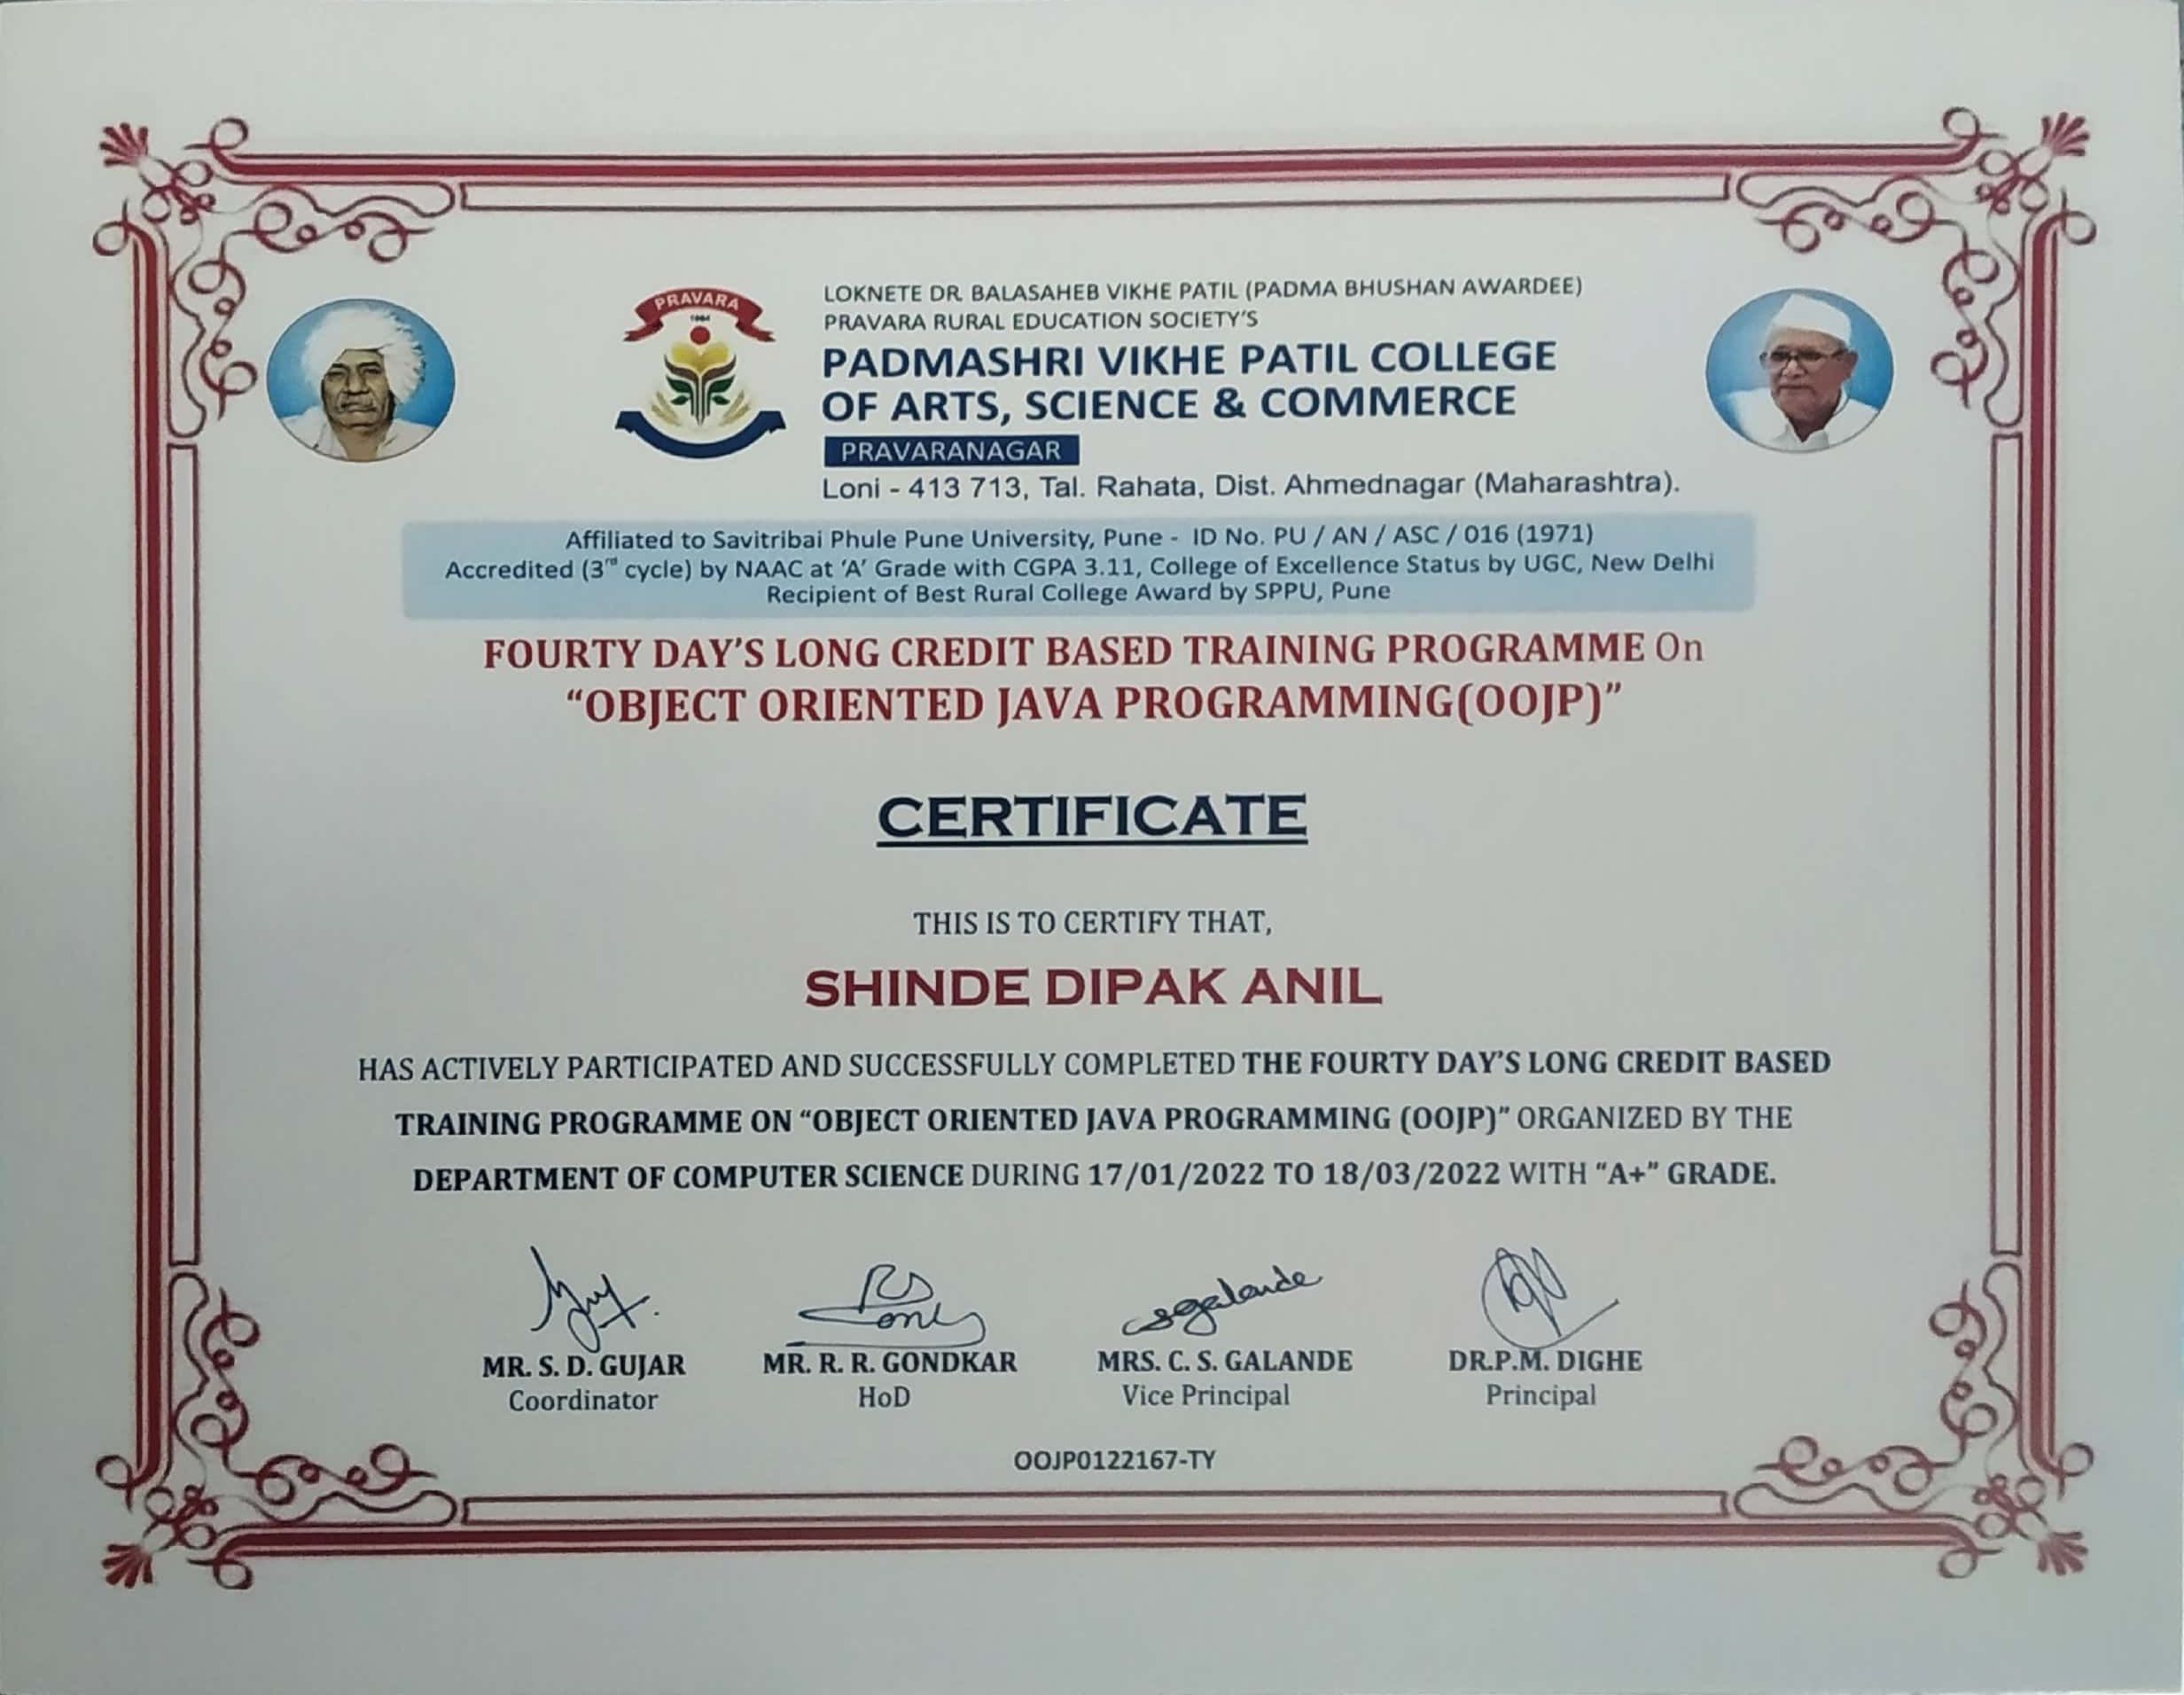 PRAVARA
1964
LOKNETE DR. BALASAHEB VIKHE PATIL (PADMA BHUSHAN AWARDEE)
PRAVARA RURAL EDUCATION SOCIETY'S
PADMASHRI VIKHE PATIL COLLEGE
OF ARTS, SCIENCE & COMMERCE
PRAVARANAGAR
Loni - 413 713, Tal. Rahata, Dist. Ahmednagar (Maharashtra).
Affiliated to Savitribai Phule Pune University, Pune - ID No. PU / AN / ASC / 016 (1971)
Accredited (3rd cycle) by NAAC at 'A' Grade with CGPA 3.11, College of Excellence Status by UGC, New Delhi
Recipient of Best Rural College Award by SPPU, Pune
FOURTY DAY'S LONG CREDIT BASED TRAINING PROGRAMME On
"OBJECT ORIENTED JAVA PROGRAMMING(OOJP)"
CERTIFICATE
THIS IS TO CERTIFY THAT,
SHINDE DIPAK ANIL
HAS ACTIVELY PARTICIPATED AND SUCCESSFULLY COMPLETED THE FOURTY DAY'S LONG CREDIT BASED
TRAINING PROGRAMME ON "OBJECT ORIENTED JAVA PROGRAMMING (OOJP)" ORGANIZED BY THE
DEPARTMENT OF COMPUTER SCIENCE DURING 17/01/2022 TO 18/03/2022 WITH "A+" GRADE.
sgalande
MR. S. D. GUJAR MR. R. R. GONDKAR MRS. C. S. GALANDE DR.P.M. DIGHE
Coordinator HoD Vice Principal Principal
OOJP0122167-TY